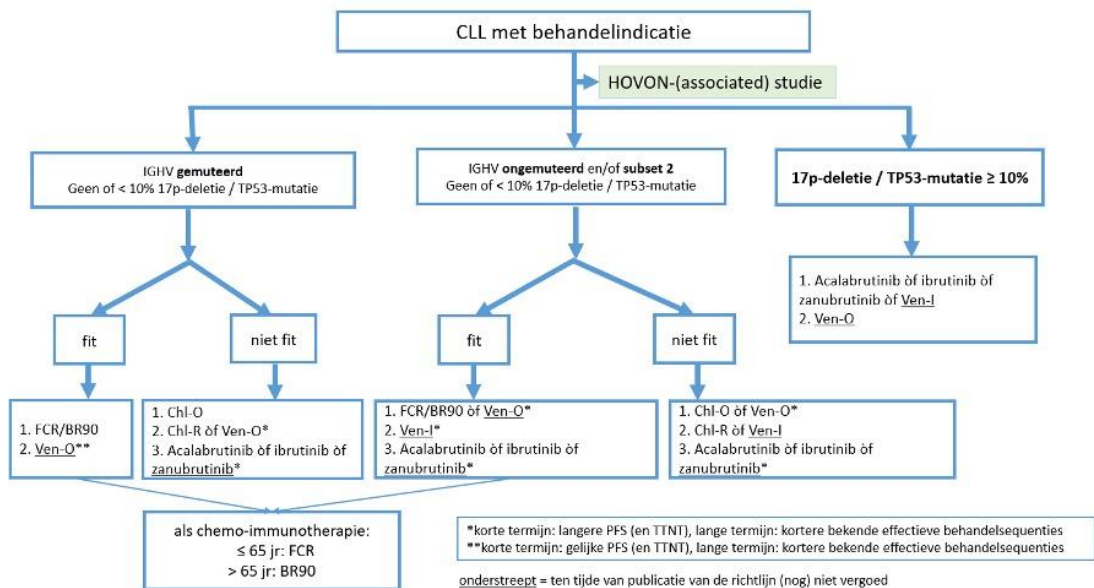 CLL met behandelindicatie
HOVON-(associated) studie
IGHV gemuteerd
Geen of < 10% 17p-deletie / TP53-mutatie
IGHV ongemuteerd en/of subset 2
Geen of < 10% 17p-deletie / TP53-mutatie
17p-deletie / TP53-mutatie ≥ 10%
1. Acalabrutinib òf ibrutinib òf
zanubrutinib òf Ven-I
2. Ven-O
fit
niet fit
fit
niet fit
1. FCR/BR90
2. Ven-O**
1. Chl-O
2. Chl-R òf Ven-O*
3. Acalabrutinib òf ibrutinib òf
zanubrutinib*
1. FCR/BR90 òf Ven-O*
2. Ven-I*
3. Acalabrutinib òf ibrutinib òf
zanubrutinib*
1. Chl-O òf Ven-O*
2. Chl-R òf Ven-I
3. Acalabrutinib òf ibrutinib òf
zanubrutinib*
als chemo-immunotherapie:
≤ 65 jr: FCR
> 65 jr: BR90
*korte termijn: langere PFS (en TTNT), lange termijn: kortere bekende effectieve behandelsequenties
**korte termijn: gelijke PFS (en TTNT), lange termijn: kortere bekende effectieve behandelsequenties
onderstreept = ten tijde van publicatie van de richtlijn (nog) niet vergoed